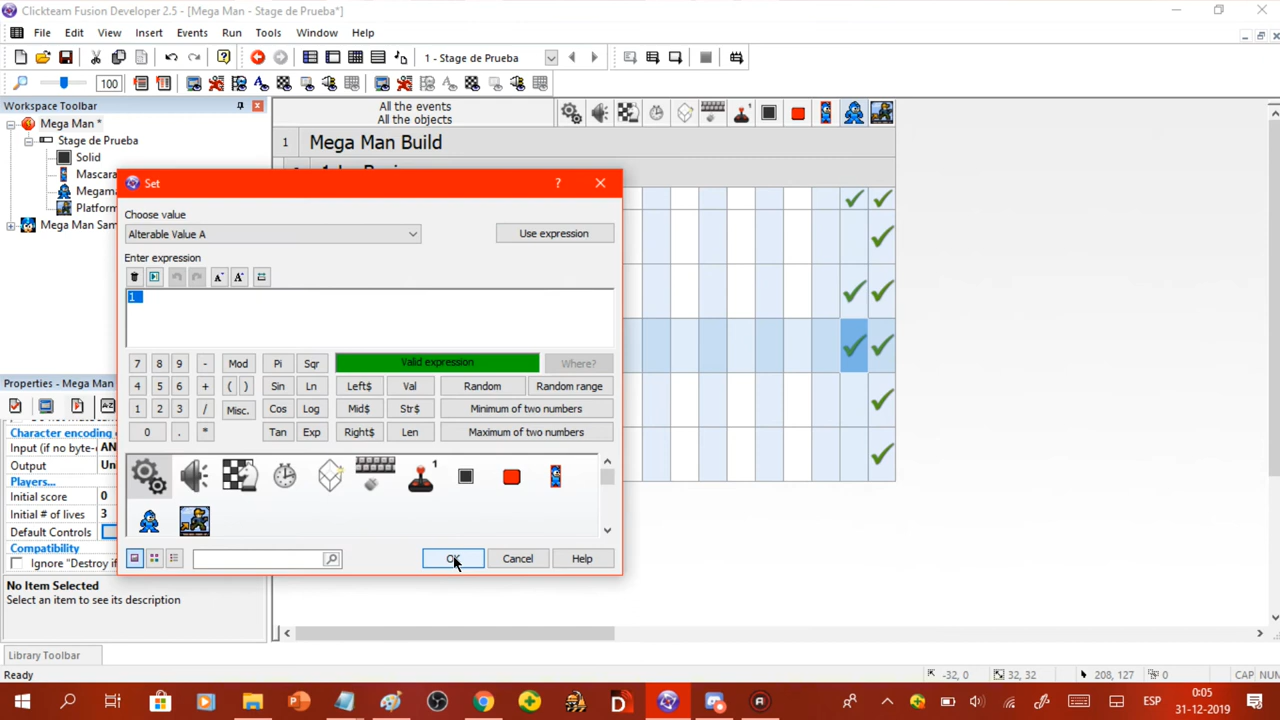 Clickteam Fusion Developer 2.5 - [Mega Man - Stage de Prueba*]
File Edit View Insert Events Run Tools Window Help
1 - Stage de Prueba
100
Workspace Toolbar
Mega Man *
Stage de Prueba
Solid
Mascara
Megam
Platform
Mega Man Sam
All the events
All the objects
1
1 Mega Man Build
Set
? ×
Choose value
Alterable Value A
Use expression
Enter expression
1
7 8 9 - Mod Pi Sqr Valid expression Where?
4 5 6 + ( ) Sin Ln Left$ Val Random Random range
1 2 3 / Misc. Cos Log Mid$ Str$ Minimum of two numbers
0 . * Tan Exp Right$ Len Maximum of two numbers
1
OK Cancel Help
Properties - Mega Man
Character encoding
Input (if no byte- AN
Output Un
Players...
Initial score 0
Initial # of lives 3
Default Controls
Compatibility
Ignore "Destroy if
No Item Selected
Select an item to see its description
Library Toolbar
Ready
-32, 0 32, 32 208, 127 0 CAP NUM
ESP 0:05
31-12-2019